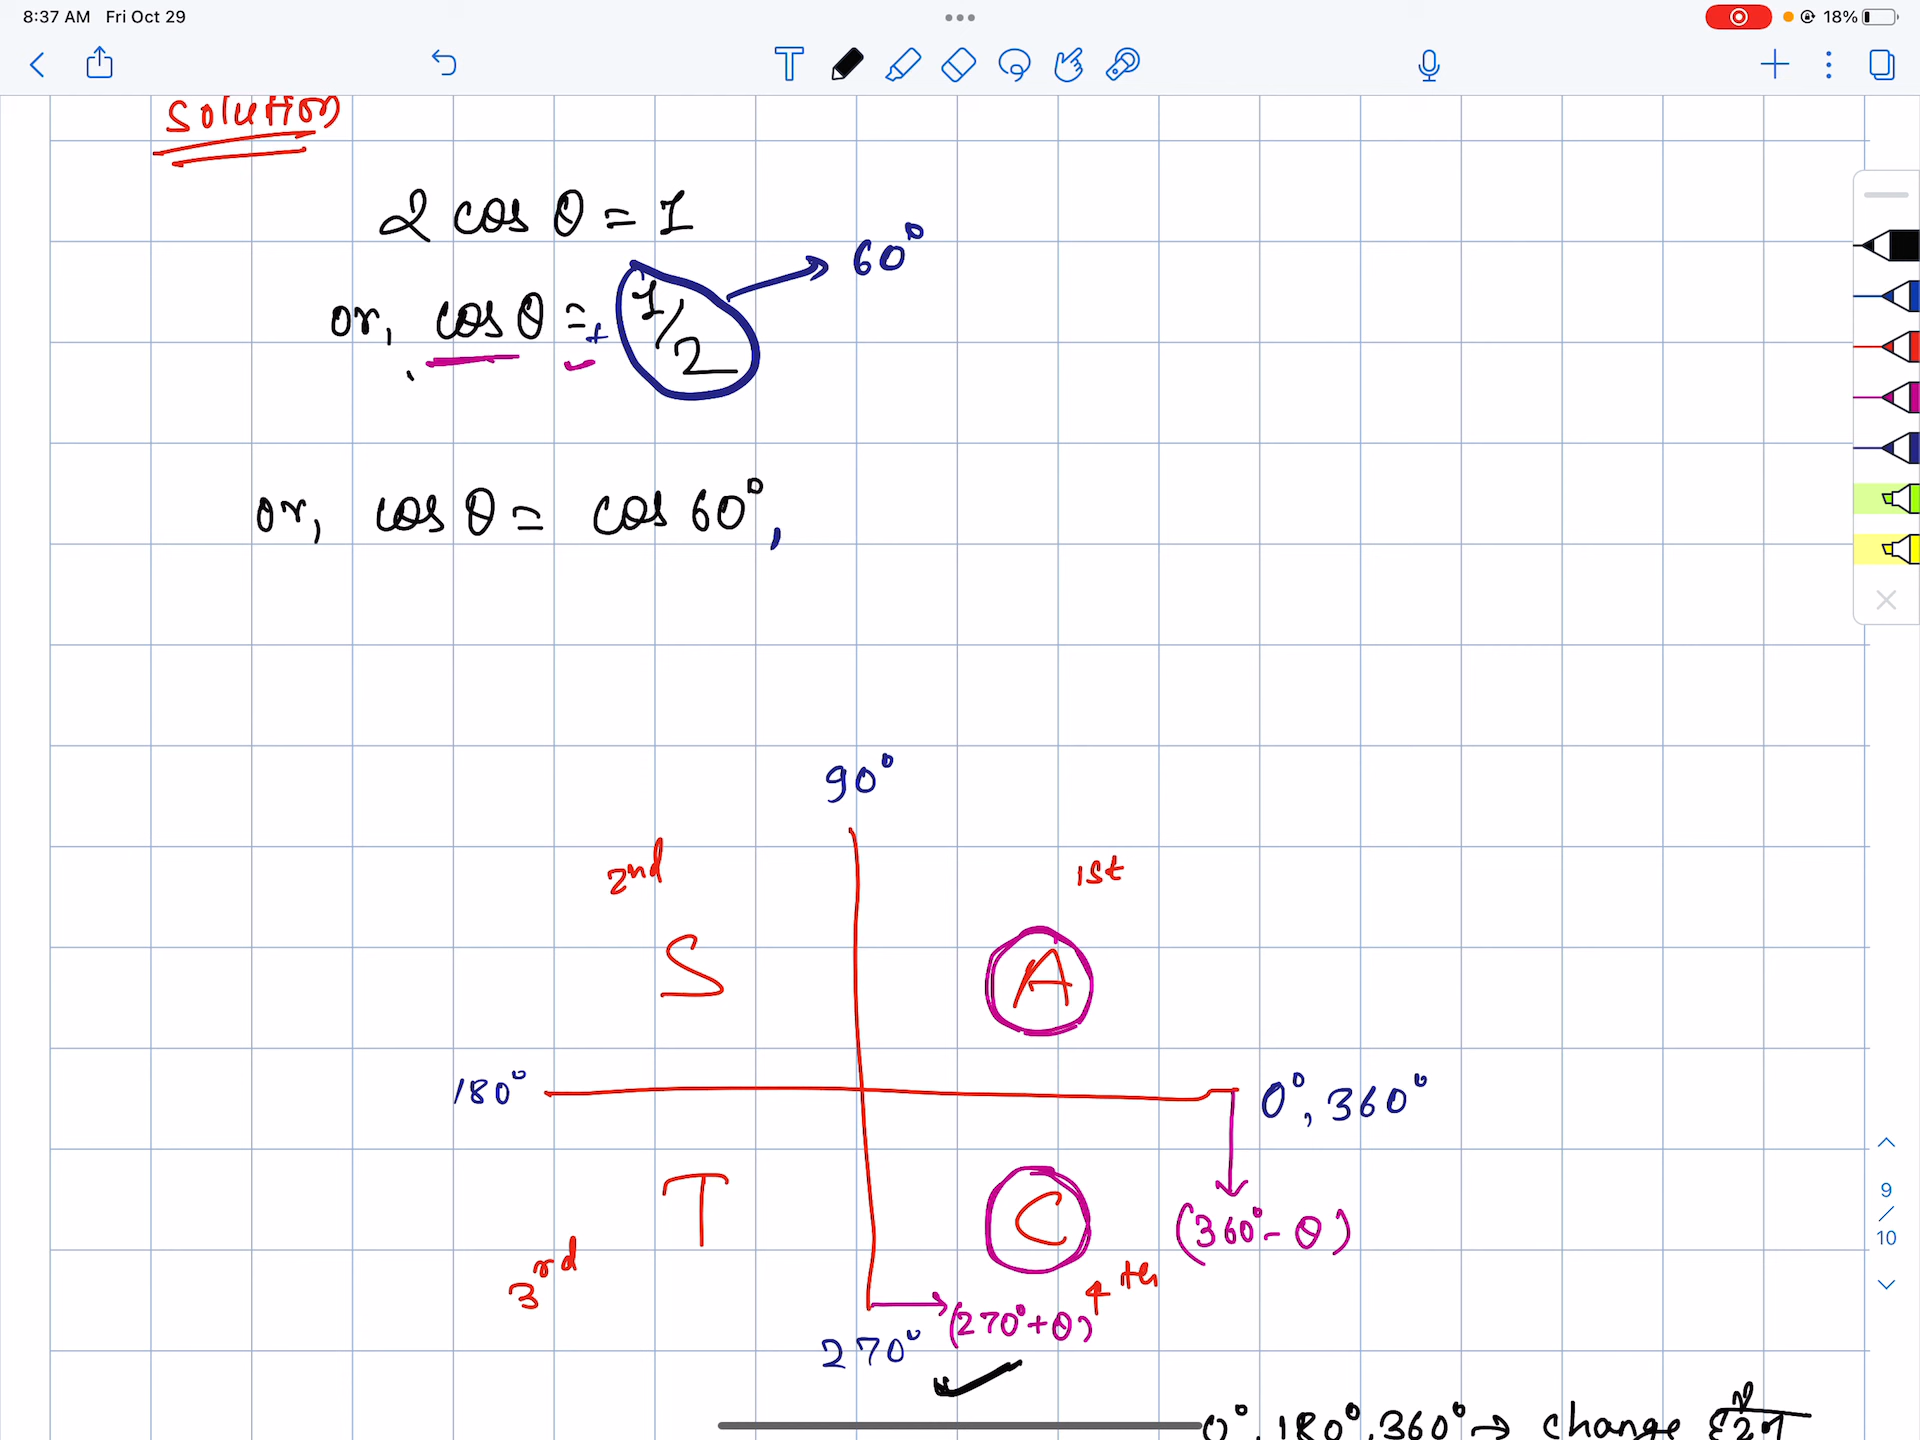 8:37 AM Fri Oct 29
18%
T
Solution
2 cos θ = 1
60°
or, cos θ = + 1/2
or, cos θ = cos 60°,
90°
2nd
1st
S
A
180°
0°, 360°
T
C
(360° - θ)
9
/
10
3rd
4th
(270° + θ)
270°
0°, 180°, 360° → change